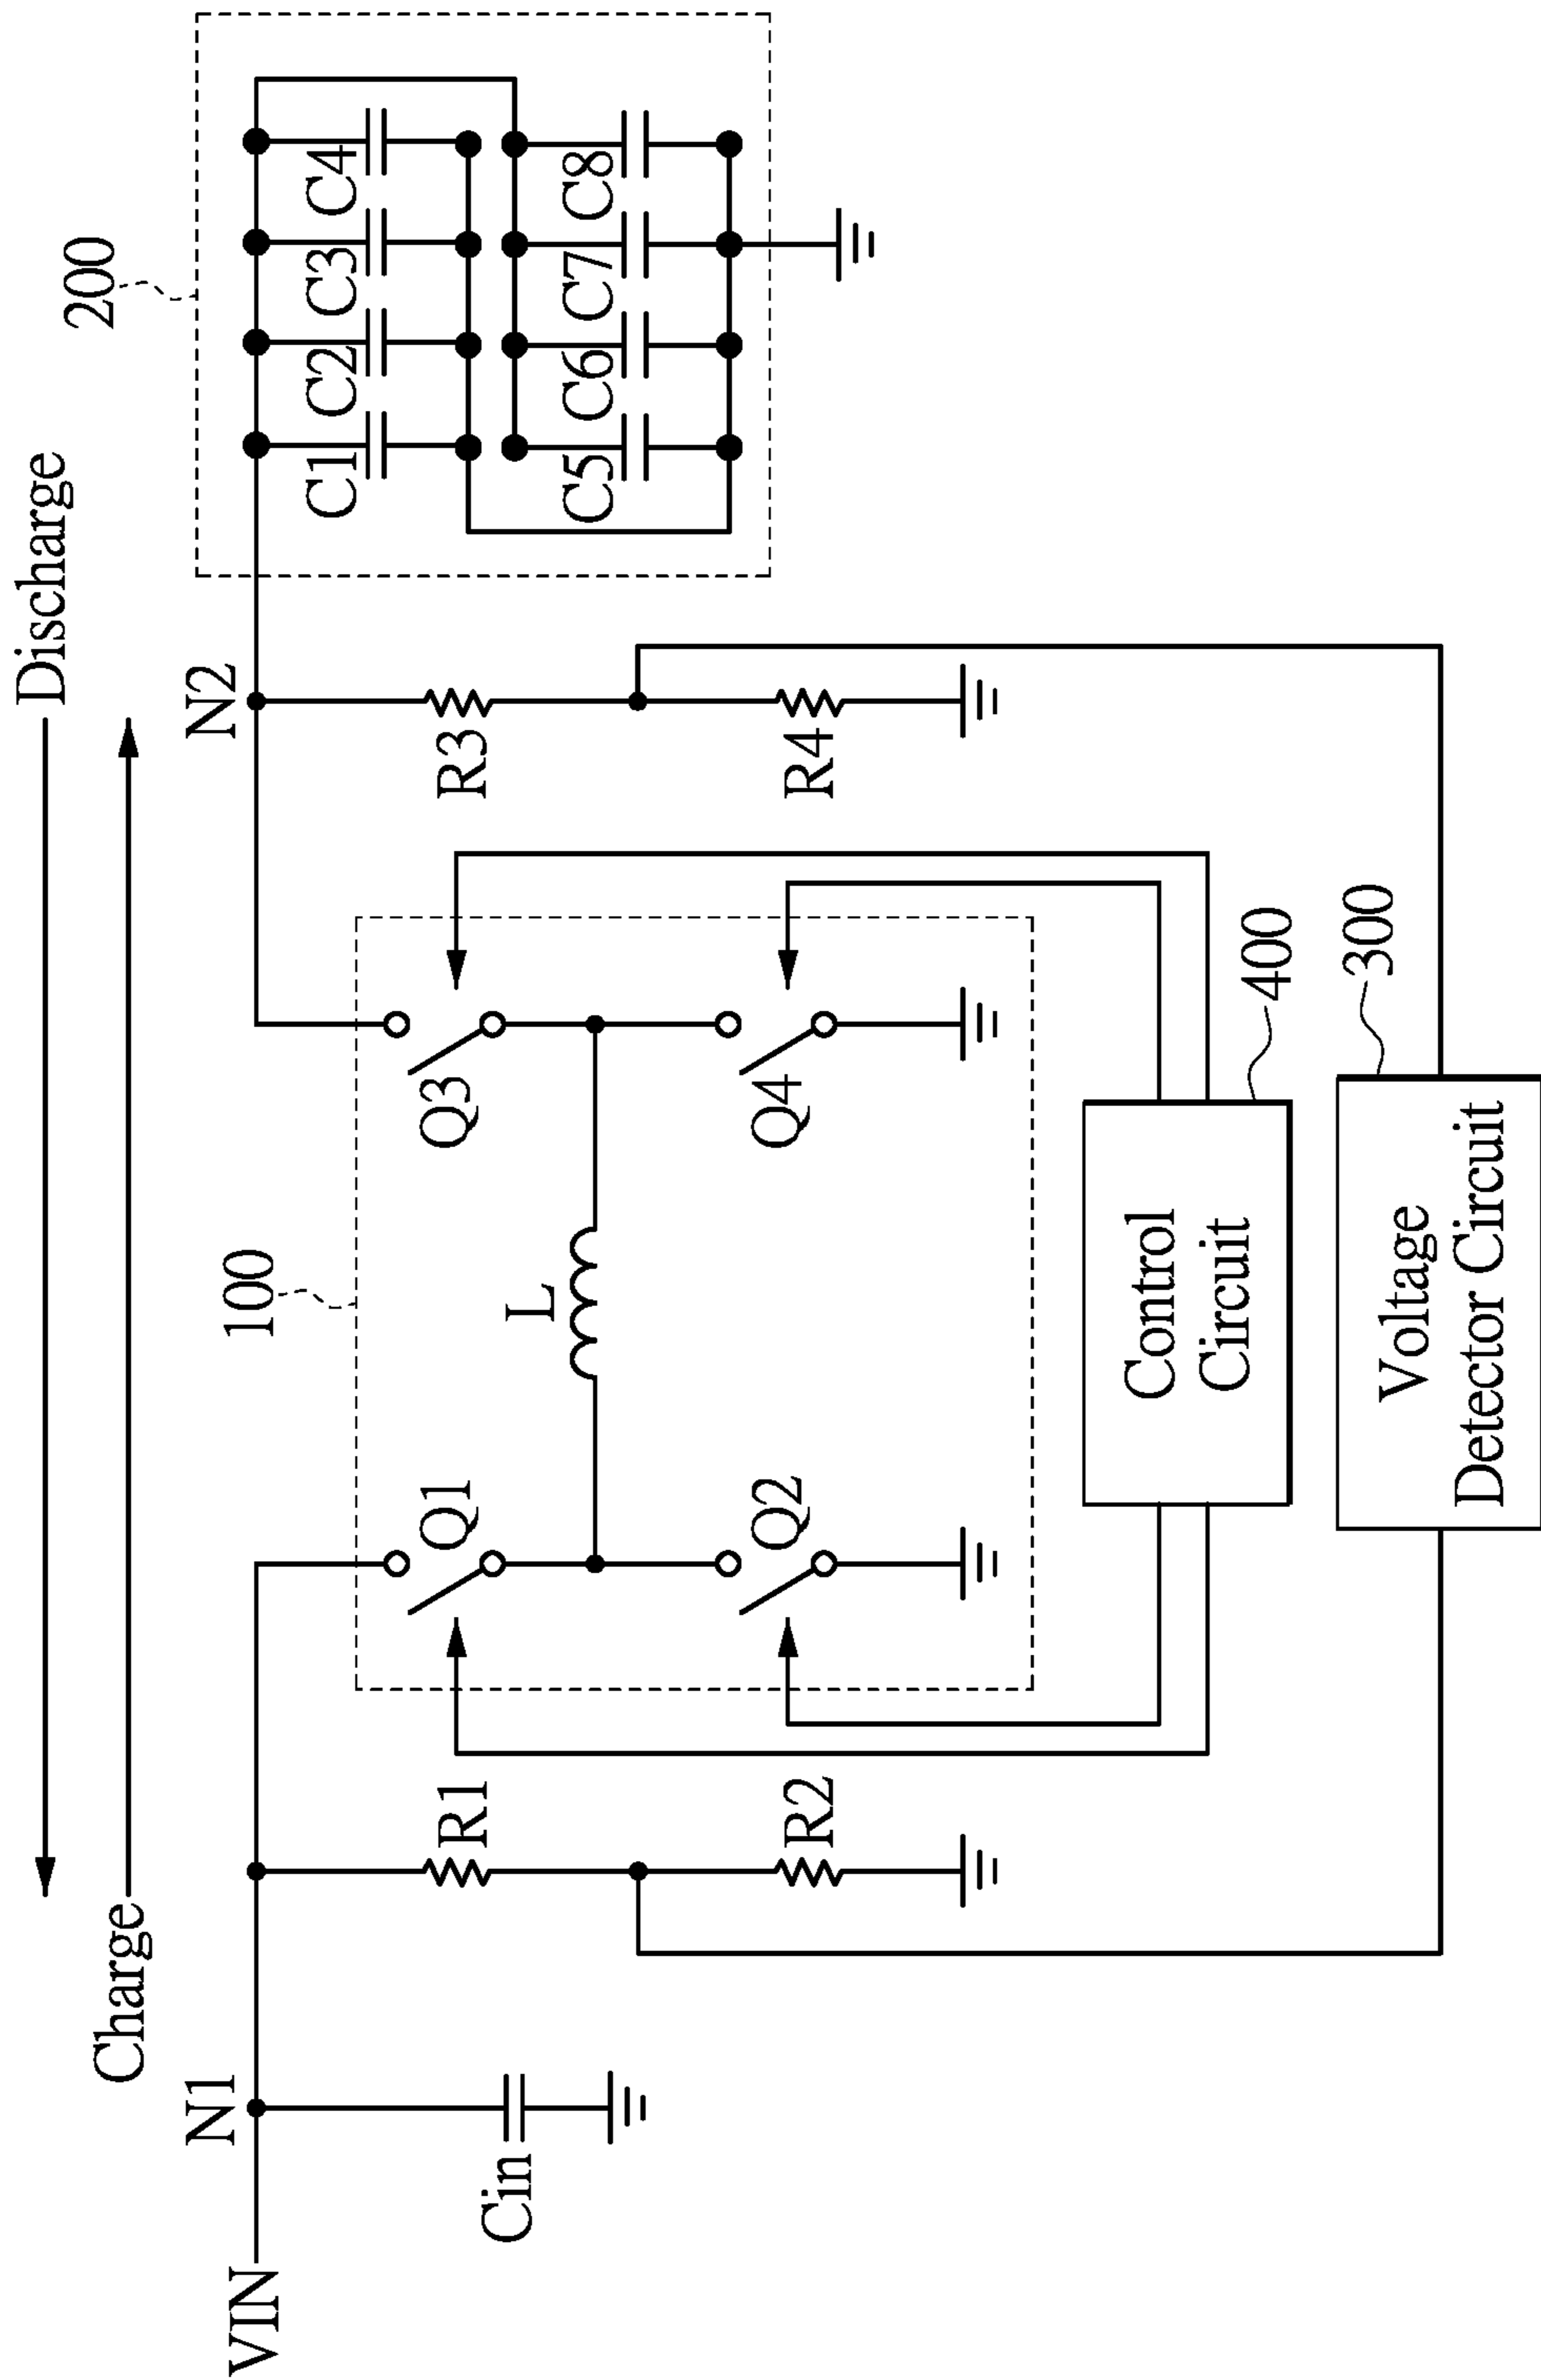 Discharge
Charge
200
N1
N2
VIN
100
C1
C2
C3
C4
Cin
R1
Q1
L
Q3
R3
C5
C6
C7
C8
R2
Q2
Q4
R4
Control
Circuit
400
Voltage
Detector Circuit
300